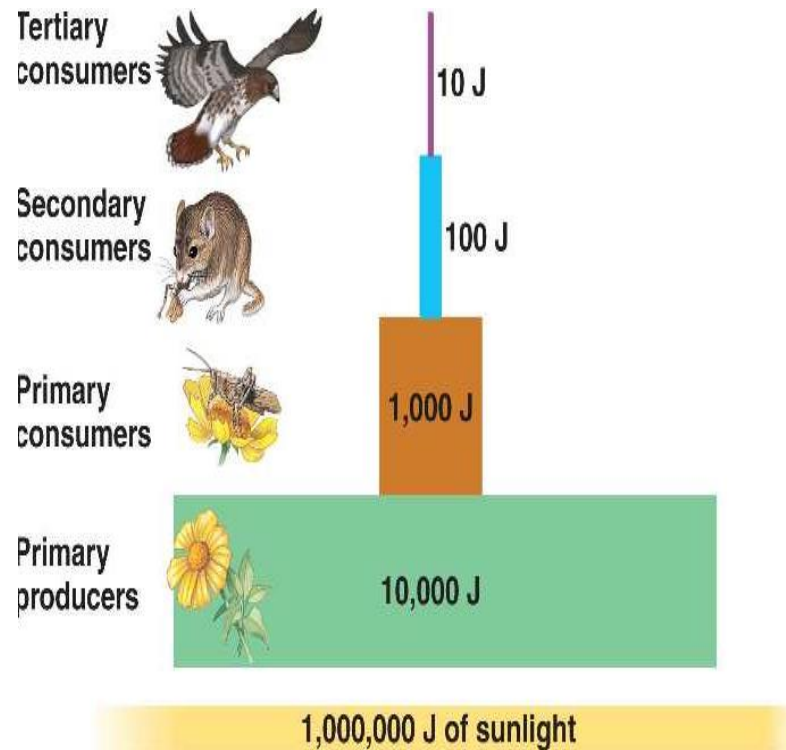 Tertiary
consumers
10 J
Secondary
consumers
100 J
Primary
consumers
1,000 J
Primary
producers
10,000 J
1,000,000 J of sunlight